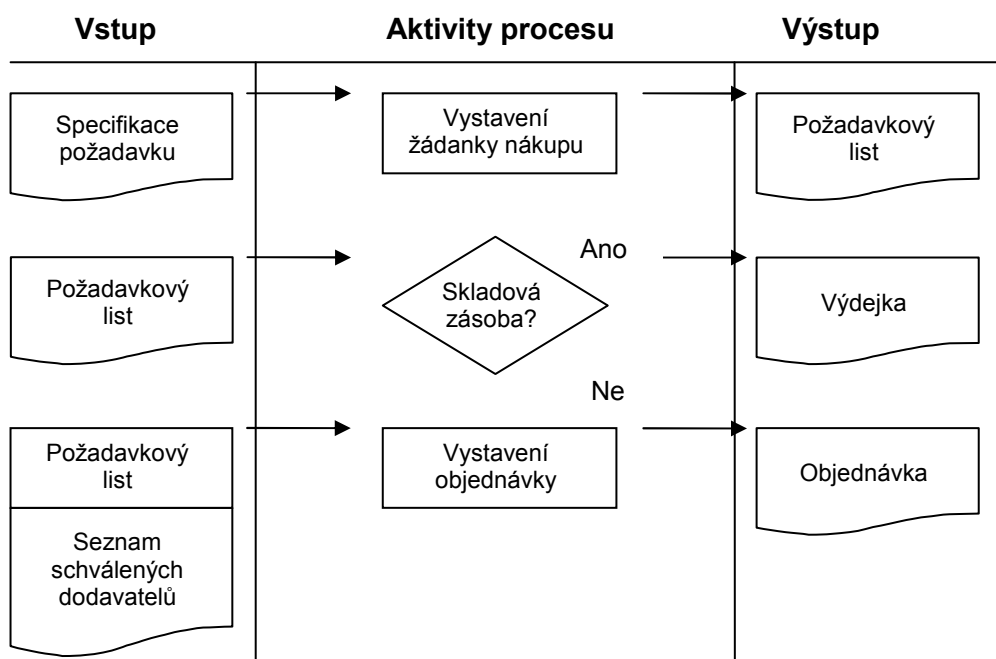 Vstup
Aktivity procesu
Výstup
Specifikace
požadavku
Vystavení
žádanky nákupu
Požadavkový
list
Požadavkový
list
Skladová
zásoba?
Ano
Výdejka
Ne
Požadavkový
list
Seznam
schválených
dodavatelů
Vystavení
objednávky
Objednávka